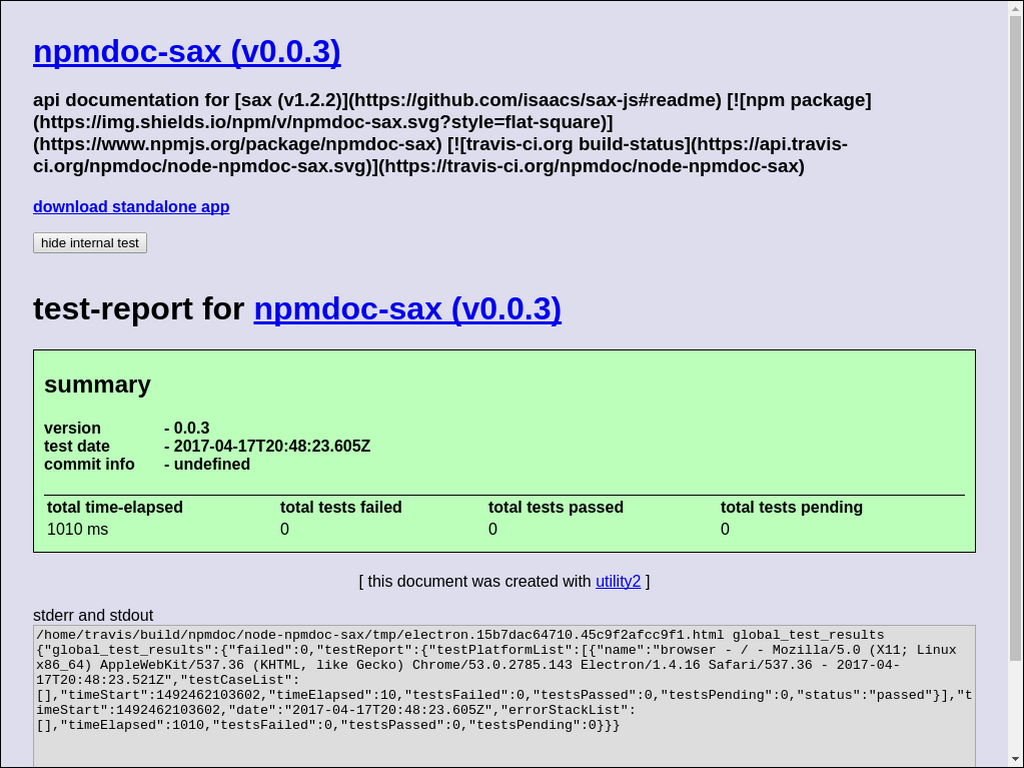 npmdoc-sax (v0.0.3)
api documentation for [sax (v1.2.2)](https://github.com/isaacs/sax-js#readme) [![npm package]
(https://img.shields.io/npm/v/npmdoc-sax.svg?style=flat-square)]
(https://www.npmjs.org/package/npmdoc-sax) [![travis-ci.org build-status](https://api.travis-
ci.org/npmdoc/node-npmdoc-sax.svg)](https://travis-ci.org/npmdoc/node-npmdoc-sax)
download standalone app
hide internal test
test-report for npmdoc-sax (v0.0.3)
summary
version - 0.0.3
test date - 2017-04-17T20:48:23.605Z
commit info - undefined
total time-elapsed total tests failed total tests passed total tests pending
1010 ms 0 0 0
[ this document was created with utility2 ]
stderr and stdout
/home/travis/build/npmdoc/node-npmdoc-sax/tmp/electron.15b7dac64710.45c9f2afcc9f1.html global_test_results
{"global_test_results":{"failed":0,"testReport":{"testPlatformList":[{"name":"browser - / - Mozilla/5.0 (X11; Linux
x86_64) AppleWebKit/537.36 (KHTML, like Gecko) Chrome/53.0.2785.143 Electron/1.4.16 Safari/537.36 - 2017-04-
17T20:48:23.521Z","testCaseList":
[],"timeStart":1492462103602,"timeElapsed":10,"testsFailed":0,"testsPassed":0,"testsPending":0,"status":"passed"}],"t
imeStart":1492462103602,"date":"2017-04-17T20:48:23.605Z","errorStackList":
[],"timeElapsed":1010,"testsFailed":0,"testsPassed":0,"testsPending":0}}}